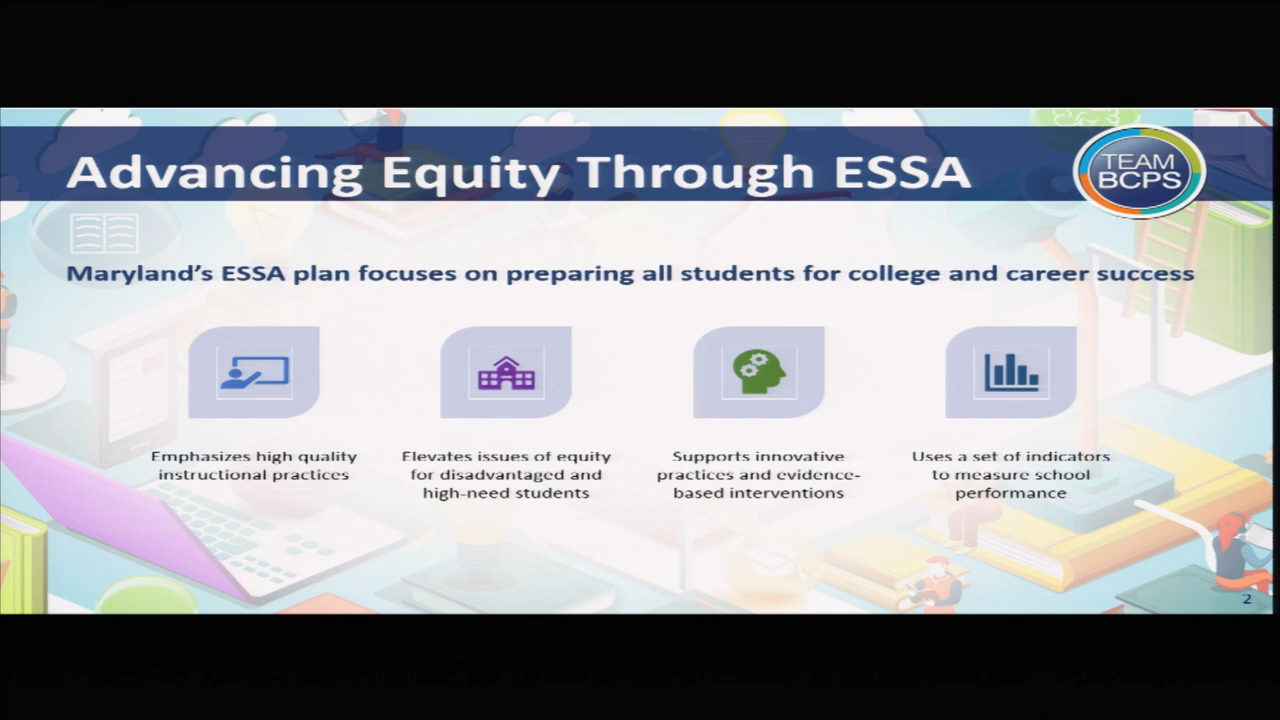 Advancing Equity Through ESSA
TEAM
BCPS
Maryland's ESSA plan focuses on preparing all students for college and career success
Emphasizes high quality
instructional practices
Elevates issues of equity
for disadvantaged and
high-need students
Supports innovative
practices and evidence-
based interventions
Uses a set of indicators
to measure school
performance
2